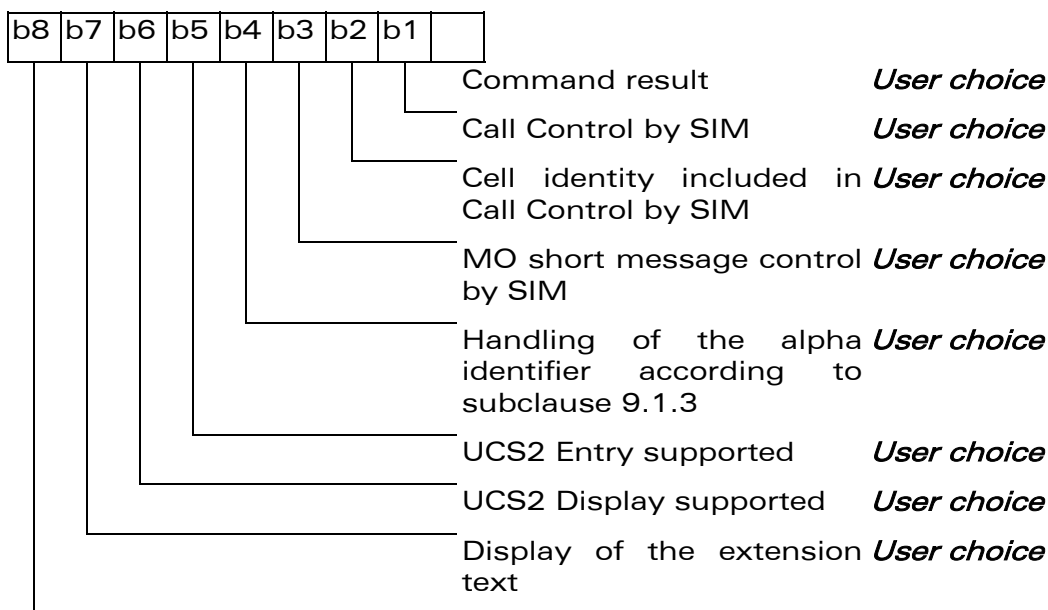 b8 b7 b6 b5 b4 b3 b2 b1
Command result User choice
Call Control by SIM User choice
Cell identity included in User choice
Call Control by SIM
MO short message control User choice
by SIM
Handling of the alpha User choice
identifier according to
subclause 9.1.3
UCS2 Entry supported User choice
UCS2 Display supported User choice
Display of the extension User choice
text